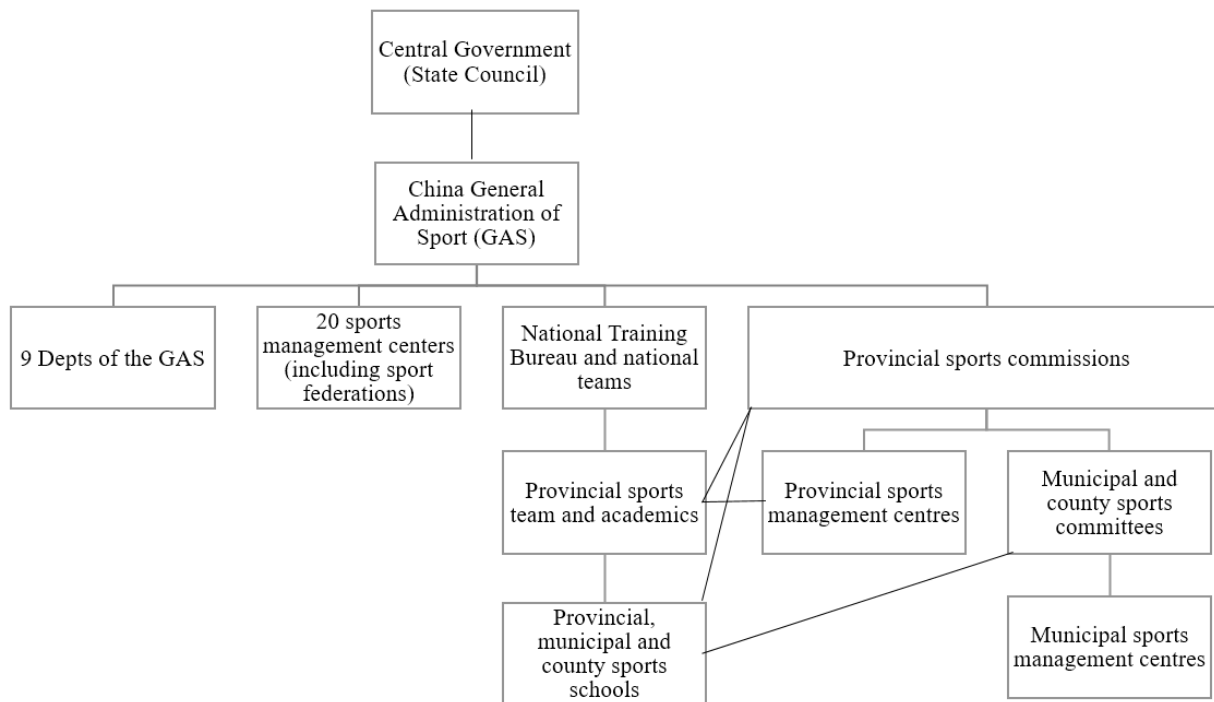 Central Government
(State Council)
China General
Administration of
Sport (GAS)
9 Depts of the GAS
20 sports
management centers
(including sport
federations)
National Training
Bureau and national
teams
Provincial sports commissions
Provincial sports
team and academics
Provincial sports
management centres
Municipal and
county sports
committees
Provincial,
municipal and
county sports
schools
Municipal sports
management centres